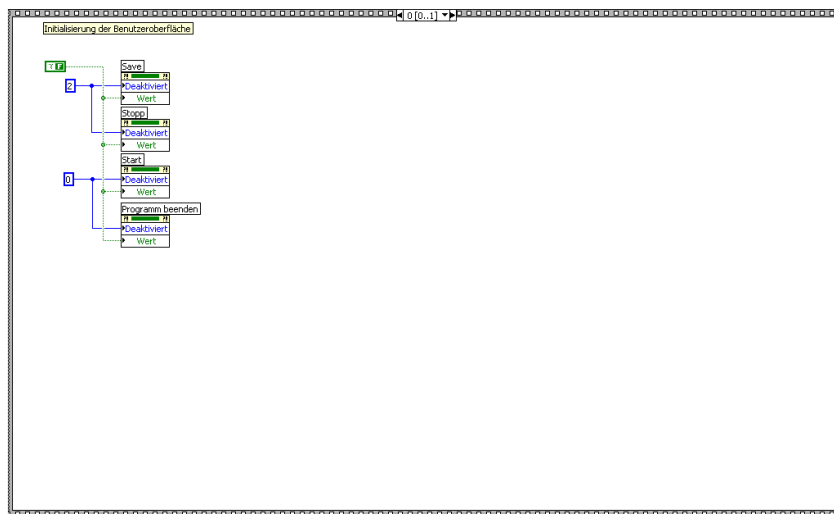 0 [0..1]
Initialisierung der Benutzeroberfläche
T F
Save
2
Deaktiviert
Wert
Stopp
Deaktiviert
Wert
Start
0
Deaktiviert
Wert
Programm beenden
Deaktiviert
Wert